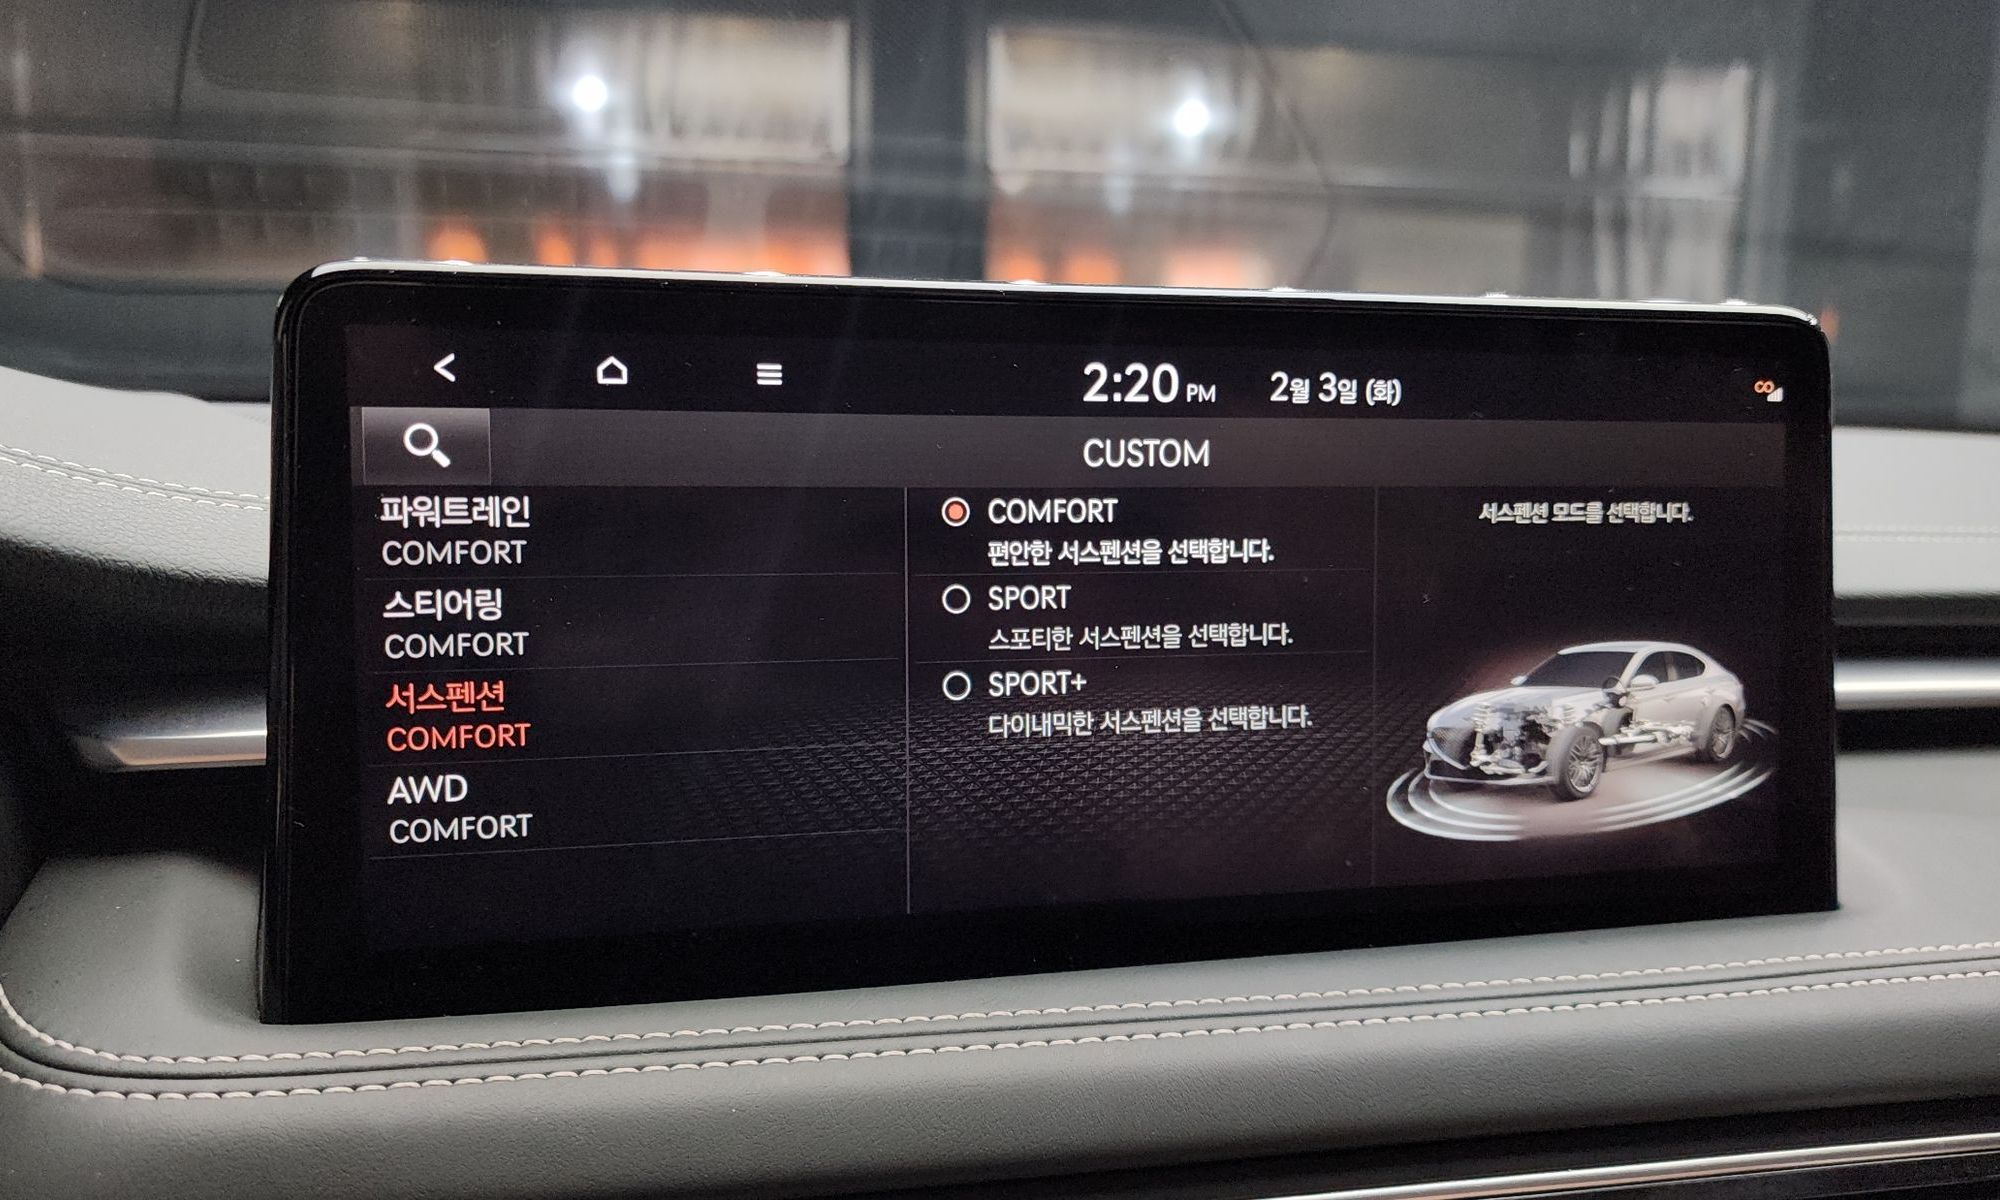 2:20 PM 2월 3일 (화)
CUSTOM
파워트레인
COMFORT
스티어링
COMFORT
서스펜션
COMFORT
AWD
COMFORT
COMFORT
편안한 서스펜션을 선택합니다.
SPORT
스포티한 서스펜션을 선택합니다.
SPORT+
다이내믹한 서스펜션을 선택합니다.
서스펜션 모드를 선택합니다.